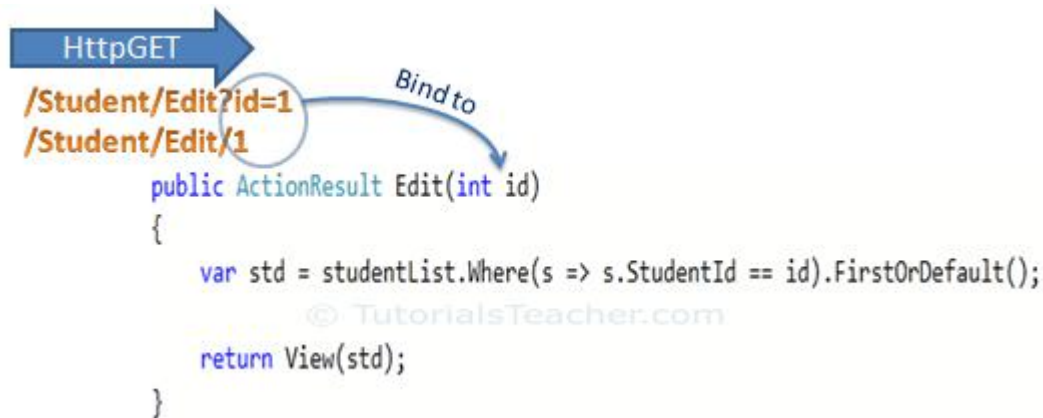 HttpGET
Bind to
/Student/Edit?id=1
/Student/Edit/1
public ActionResult Edit(int id)
{
var std = studentList.Where(s => s.StudentId == id).FirstOrDefault();
© TutorialsTeacher.com
return View(std);
}